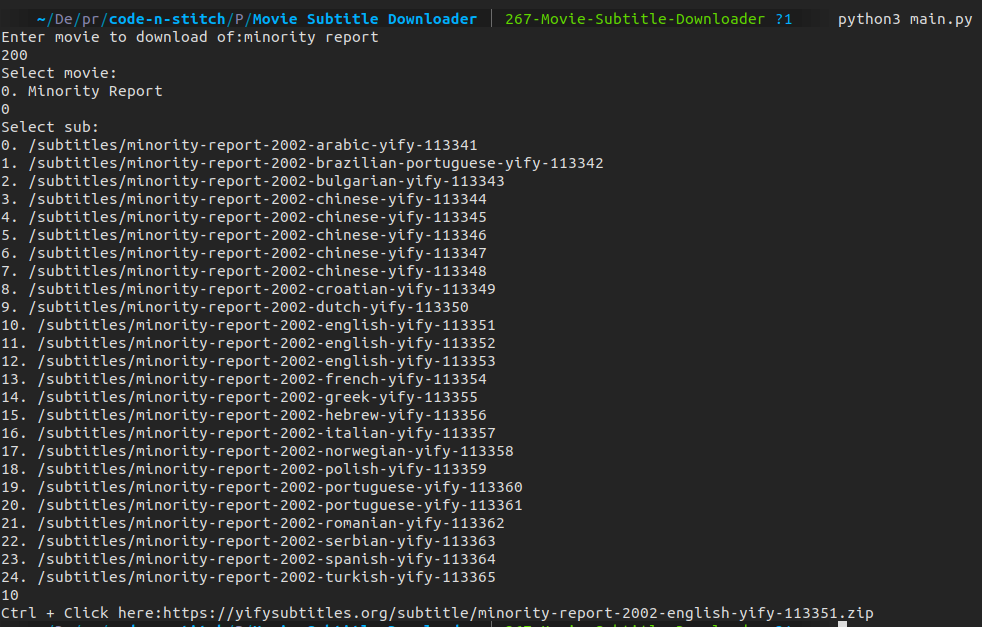 ~/De/pr/code-n-stitch/P/Movie Subtitle Downloader | 267-Movie-Subtitle-Downloader ?1 python3 main.py
Enter movie to download of:minority report
200
Select movie:
0. Minority Report
0
Select sub:
0. /subtitles/minority-report-2002-arabic-yify-113341
1. /subtitles/minority-report-2002-brazilian-portuguese-yify-113342
2. /subtitles/minority-report-2002-bulgarian-yify-113343
3. /subtitles/minority-report-2002-chinese-yify-113344
4. /subtitles/minority-report-2002-chinese-yify-113345
5. /subtitles/minority-report-2002-chinese-yify-113346
6. /subtitles/minority-report-2002-chinese-yify-113347
7. /subtitles/minority-report-2002-chinese-yify-113348
8. /subtitles/minority-report-2002-croatian-yify-113349
9. /subtitles/minority-report-2002-dutch-yify-113350
10. /subtitles/minority-report-2002-english-yify-113351
11. /subtitles/minority-report-2002-english-yify-113352
12. /subtitles/minority-report-2002-english-yify-113353
13. /subtitles/minority-report-2002-french-yify-113354
14. /subtitles/minority-report-2002-greek-yify-113355
15. /subtitles/minority-report-2002-hebrew-yify-113356
16. /subtitles/minority-report-2002-italian-yify-113357
17. /subtitles/minority-report-2002-norwegian-yify-113358
18. /subtitles/minority-report-2002-polish-yify-113359
19. /subtitles/minority-report-2002-portuguese-yify-113360
20. /subtitles/minority-report-2002-portuguese-yify-113361
21. /subtitles/minority-report-2002-romanian-yify-113362
22. /subtitles/minority-report-2002-serbian-yify-113363
23. /subtitles/minority-report-2002-spanish-yify-113364
24. /subtitles/minority-report-2002-turkish-yify-113365
10
Ctrl + Click here:https://yifysubtitles.org/subtitle/minority-report-2002-english-yify-113351.zip